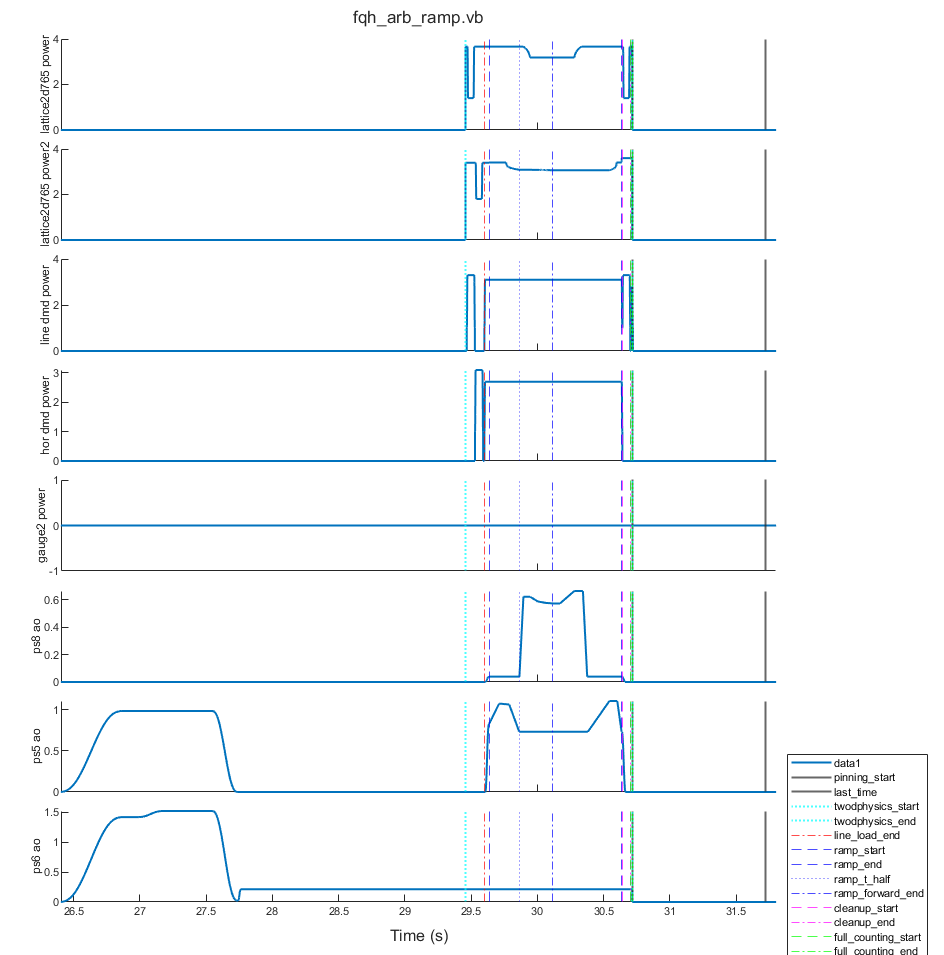 fqh_arb_ramp.vb
lattice2d765 power
4
2
0
lattice2d765 power2
4
2
0
line dmd power
4
2
0
hor dmd power
3
2
1
0
gauge2 power
1
0
-1
ps8 ao
0.6
0.4
0.2
0
ps5 ao
1
0.5
0
ps6 ao
1.5
1
0.5
0
26.5 27 27.5 28 28.5 29 29.5 30 30.5 31 31.5
Time (s)
data1
pinning_start
last_time
twodphysics_start
twodphysics_end
line_load_end
ramp_start
ramp_end
ramp_t_half
ramp_forward_end
cleanup_start
cleanup_end
full_counting_start
full_counting_end